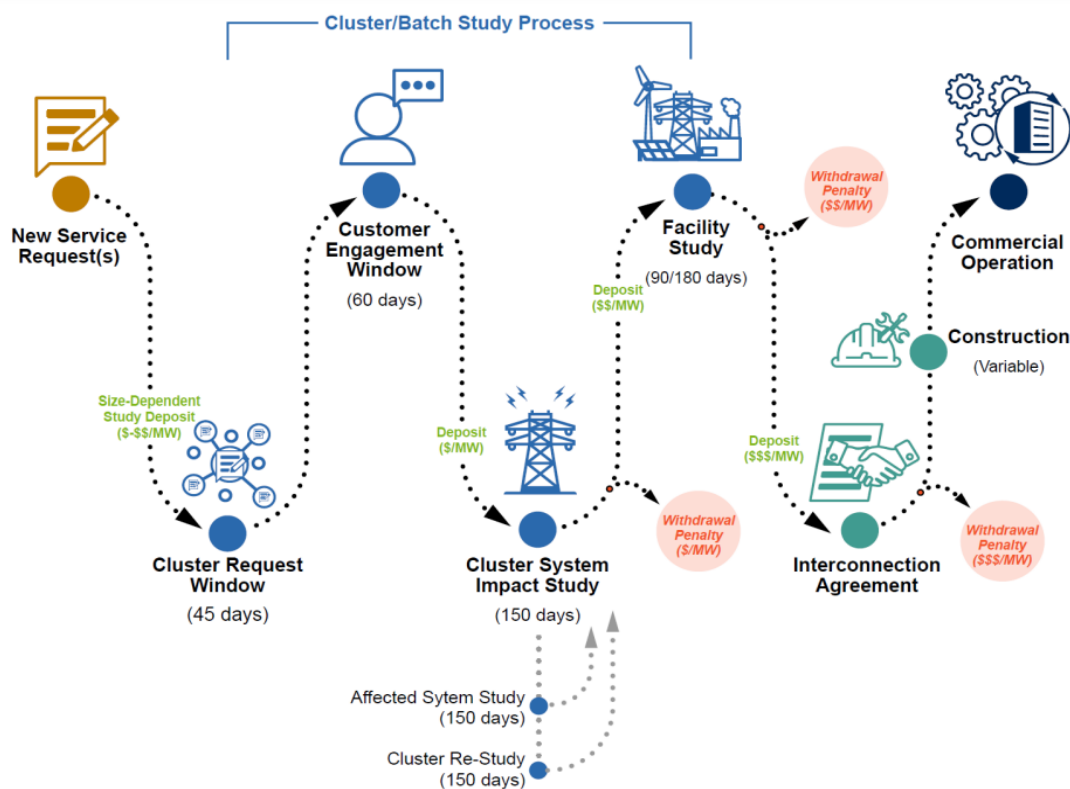 Cluster/Batch Study Process
New Service
Request(s)
Size-Dependent
Study Deposit
($-$$/MW)
Cluster Request
Window
(45 days)
Customer
Engagement
Window
(60 days)
Deposit
($/MW)
Cluster System
Impact Study
(150 days)
Affected Sytem Study
(150 days)
Cluster Re-Study
(150 days)
Withdrawal
Penalty
($/MW)
Deposit
($$/MW)
Facility
Study
(90/180 days)
Withdrawal
Penalty
($$/MW)
Deposit
($$$/MW)
Interconnection
Agreement
Withdrawal
Penalty
($$$/MW)
Construction
(Variable)
Commercial
Operation